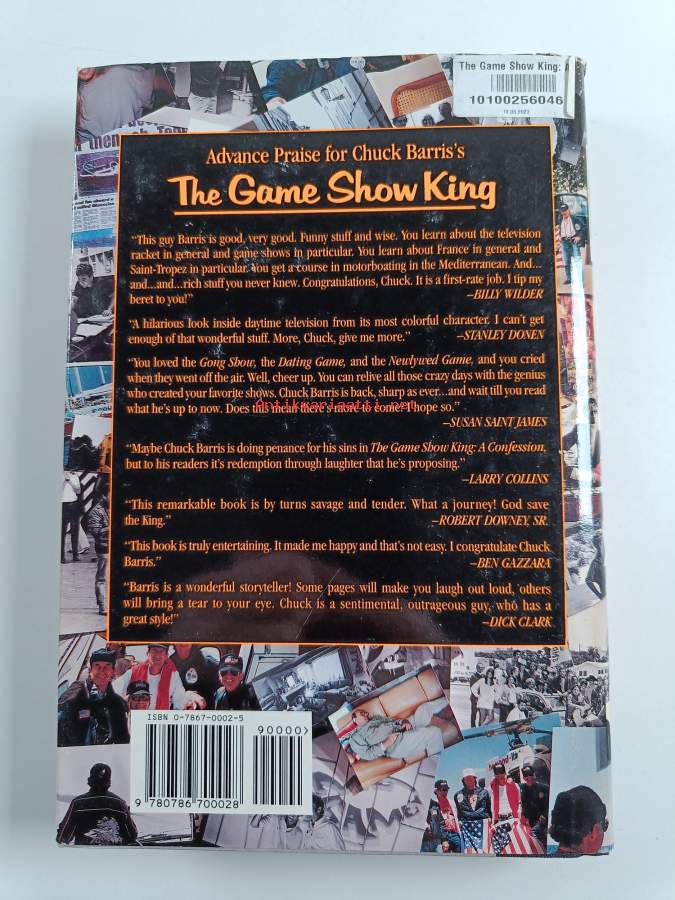 The Game Show King: A
10100256046
Advance Praise for Chuck Barris's
The Game Show King
“This guy Barris is good, very good. Funny stuff and wise. You learn about the television
racket in general and game shows in particular. You learn about France in general and
Saint-Tropez in particular. You get a course in motorboating in the Mediterranean. And...
and...and...rich stuff you never knew. Congratulations, Chuck. It is a first-rate job. I tip my
beret to you!” –BILLY WILDER
“A hilarious look inside daytime television from its most colorful character. I can't get
enough of that wonderful stuff. More, Chuck, give me more.” –STANLEY DONEN
“You loved the Gong Show, the Dating Game, and the Newlywed Game, and you cried
when they went off the air. Well, cheer up. You can relive all those crazy days with the genius
who created your favorite shows. Chuck Barris is back, sharp as ever...and wait till you read
what he's up to now. Does this mean there's more to come? I hope so.”
–SUSAN SAINT JAMES
“Maybe Chuck Barris is doing penance for his sins in The Game Show King: A Confession,
but to his readers it's redemption through laughter that he's proposing.”
–LARRY COLLINS
“This remarkable book is by turns savage and tender. What a journey! God save
the King.” –ROBERT DOWNEY, SR.
“This book is truly entertaining. It made me happy and that's not easy. I congratulate Chuck
Barris.” –BEN GAZZARA
“Barris is a wonderful storyteller! Some pages will make you laugh out loud, others
will bring a tear to your eye. Chuck is a sentimental, outrageous guy, who has a
great style!” –DICK CLARK
ISBN 0-7867-0002-5
90000>
9 780786 700028